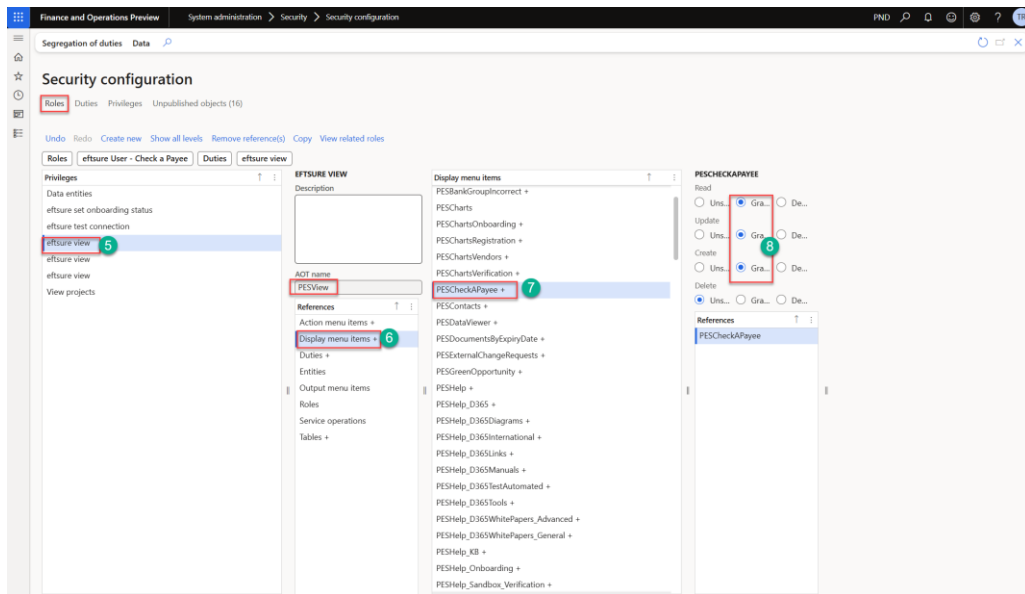 Finance and Operations Preview
System administration > Security > Security configuration
PND
?
TR
Segregation of duties Data
Security configuration
Roles Duties Privileges Unpublished objects (16)
Undo Redo Create new Show all levels Remove reference(s) Copy View related roles
Roles eftsure User - Check a Payee Duties eftsure view
Privileges
Data entities
eftsure set onboarding status
eftsure test connection
eftsure view
5
eftsure view
eftsure view
View projects
EFTSURE VIEW
Description
AOT name
PESView
References
Action menu items +
Display menu items +
6
Duties +
Entities
Output menu items
Roles
Service operations
Tables +
Display menu items
PESBankGroupIncorrect +
PESCharts
PESChartsOnboarding +
PESChartsRegistration +
PESChartsVendors +
PESChartsVerification +
PESCheckAPayee +
7
PESContacts +
PESDataViewer +
PESDocumentsByExpiryDate +
PESExternalChangeRequests +
PESGreenOpportunity +
PESHelp +
PESHelp_D365 +
PESHelp_D365Diagrams +
PESHelp_D365International +
PESHelp_D365Links +
PESHelp_D365Manuals +
PESHelp_D365TestAutomated +
PESHelp_D365Tools +
PESHelp_D365WhitePapers_Advanced +
PESHelp_D365WhitePapers_General +
PESHelp_KB +
PESHelp_Onboarding +
PESHelp_Sandbox_Verification +
PESCHECKAPAYEE
Read
Uns... Gra... De...
Update
Uns... Gra... De...
8
Create
Uns... Gra... De...
Delete
Uns... Gra... De...
References
PESCheckAPayee